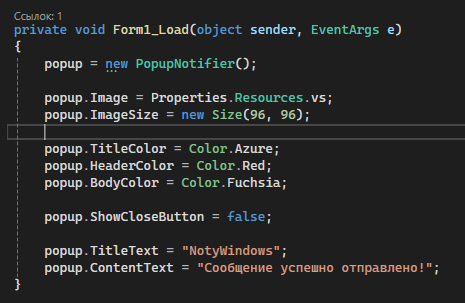 Ссылок: 1
private void Form1_Load(object sender, EventArgs e)
{
popup = new PopupNotifier();
popup.Image = Properties.Resources.vs;
popup.ImageSize = new Size(96, 96);
popup.TitleColor = Color.Azure;
popup.HeaderColor = Color.Red;
popup.BodyColor = Color.Fuchsia;
popup.ShowCloseButton = false;
popup.TitleText = "NotyWindows";
popup.ContentText = "Сообщение успешно отправлено!";
}